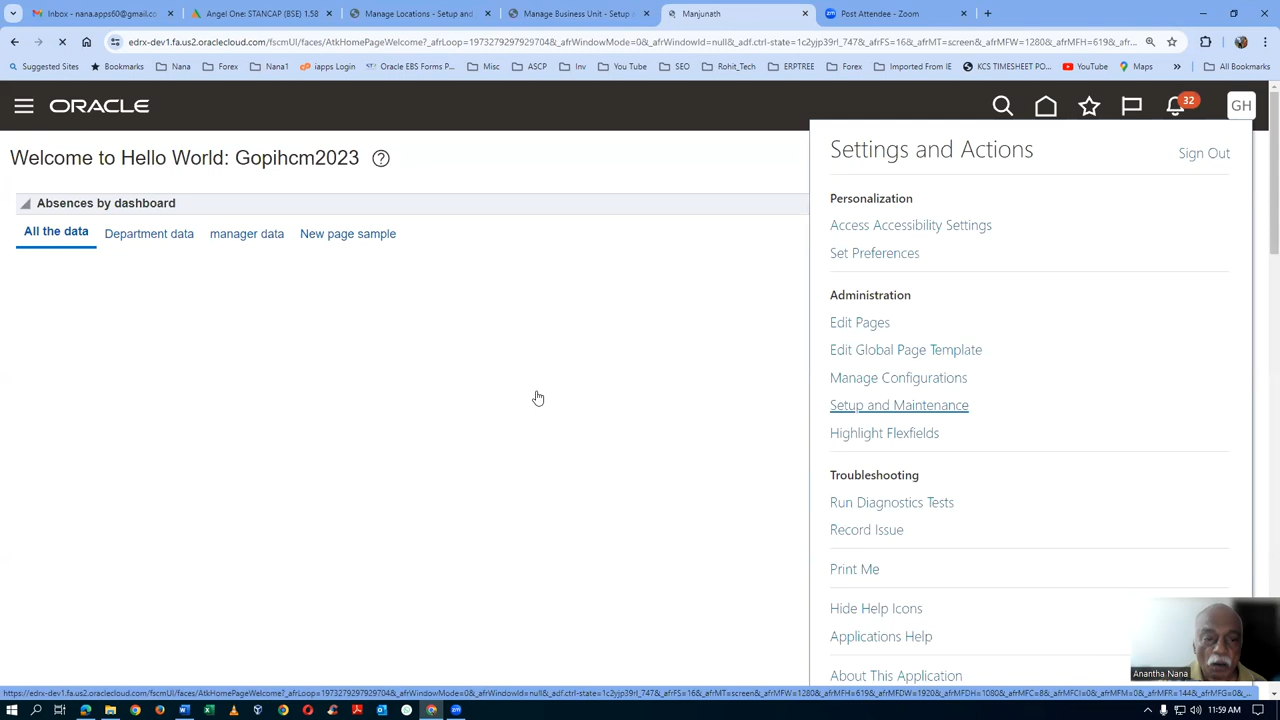 Inbox - nana.apps60@gmail.co
Angel One: STANCAP (BSE) 1.58
Manage Locations - Setup and
Manage Business Unit - Setup a
Manjunath
Post Attendee - Zoom
edrx-dev1.fa.us2.oraclecloud.com/fscmUI/faces/AtkHomePageWelcome?_afrLoop=19732792979297​04&_afrWindowMode=0&_afrWindowId=null&_adf.ctrl-state=1c2yjp39rl_747&_afrFS=16&_afrMT=screen&_afrMFW=1280&_afrMFH=619&_afr...
Suggested Sites
Bookmarks
Nana
Forex
Nana1
iapps Login
Oracle EBS Forms P...
Misc
ASCP
Inv
You Tube
SEO
Rohit_Tech
ERPTREE
Forex
Imported From IE
KCS TIMESHEET PO...
YouTube
Maps
All Bookmarks
ORACLE
32
GH
Welcome to Hello World: Gopihcm2023
Absences by dashboard
All the data
Department data
manager data
New page sample
Settings and Actions
Sign Out
Personalization
Access Accessibility Settings
Set Preferences
Administration
Edit Pages
Edit Global Page Template
Manage Configurations
Setup and Maintenance
Highlight Flexfields
Troubleshooting
Run Diagnostics Tests
Record Issue
Print Me
Hide Help Icons
Applications Help
About This Application
Anantha Nana
11:59 AM